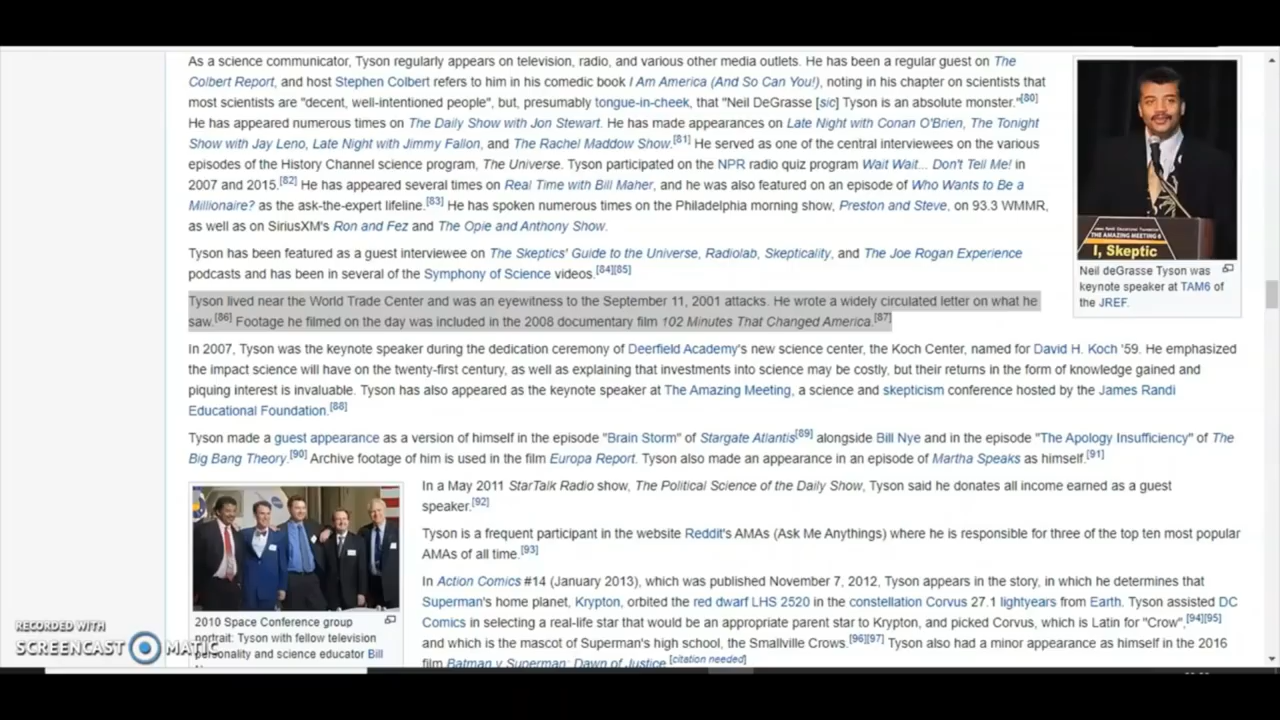 As a science communicator, Tyson regularly appears on television, radio, and various other media outlets. He has been a regular guest on The
Colbert Report, and host Stephen Colbert refers to him in his comedic book I Am America (And So Can You!), noting in his chapter on scientists that
most scientists are "decent, well-intentioned people", but, presumably tongue-in-cheek, that "Neil DeGrasse [sic] Tyson is an absolute monster."[80]
He has appeared numerous times on The Daily Show with Jon Stewart. He has made appearances on Late Night with Conan O'Brien, The Tonight
Show with Jay Leno, Late Night with Jimmy Fallon, and The Rachel Maddow Show.[81] He served as one of the central interviewees on the various
episodes of the History Channel science program, The Universe. Tyson participated on the NPR radio quiz program Wait Wait... Don't Tell Me! in
2007 and 2015.[82] He has appeared several times on Real Time with Bill Maher, and he was also featured on an episode of Who Wants to Be a
Millionaire? as the ask-the-expert lifeline.[83] He has spoken numerous times on the Philadelphia morning show, Preston and Steve, on 93.3 WMMR,
as well as on SiriusXM's Ron and Fez and The Opie and Anthony Show.
Tyson has been featured as a guest interviewee on The Skeptics' Guide to the Universe, Radiolab, Skepticality, and The Joe Rogan Experience
podcasts and has been in several of the Symphony of Science videos.[84][85]
THE AMAZING MEETING 6
I, Skeptic
Neil deGrasse Tyson was
keynote speaker at TAM6 of
the JREF.
Tyson lived near the World Trade Center and was an eyewitness to the September 11, 2001 attacks. He wrote a widely circulated letter on what he
saw.[86] Footage he filmed on the day was included in the 2008 documentary film 102 Minutes That Changed America.[87]
In 2007, Tyson was the keynote speaker during the dedication ceremony of Deerfield Academy's new science center, the Koch Center, named for David H. Koch '59. He emphasized
the impact science will have on the twenty-first century, as well as explaining that investments into science may be costly, but their returns in the form of knowledge gained and
piquing interest is invaluable. Tyson has also appeared as the keynote speaker at The Amazing Meeting, a science and skepticism conference hosted by the James Randi
Educational Foundation.[88]
Tyson made a guest appearance as a version of himself in the episode "Brain Storm" of Stargate Atlantis[89] alongside Bill Nye and in the episode "The Apology Insufficiency" of The
Big Bang Theory.[90] Archive footage of him is used in the film Europa Report. Tyson also made an appearance in an episode of Martha Speaks as himself.[91]
In a May 2011 StarTalk Radio show, The Political Science of the Daily Show, Tyson said he donates all income earned as a guest
speaker.[92]
Tyson is a frequent participant in the website Reddit's AMAs (Ask Me Anythings) where he is responsible for three of the top ten most popular
AMAs of all time.[93]
In Action Comics #14 (January 2013), which was published November 7, 2012, Tyson appears in the story, in which he determines that
Superman's home planet, Krypton, orbited the red dwarf LHS 2520 in the constellation Corvus 27.1 lightyears from Earth. Tyson assisted DC
Comics in selecting a real-life star that would be an appropriate parent star to Krypton, and picked Corvus, which is Latin for "Crow",[94][95]
and which is the mascot of Superman's high school, the Smallville Crows.[96][97] Tyson also had a minor appearance as himself in the 2016
film Batman v Superman: Dawn of Justice.[citation needed]
2010 Space Conference group
portrait: Tyson with fellow television
personality and science educator Bill
RECORDED WITH
SCREENCAST MATIC